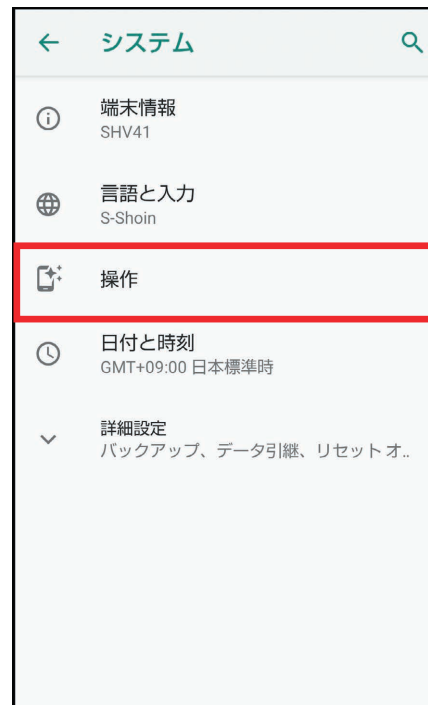 システム
端末情報
SHV41
言語と入力
S-Shoin
操作
日付と時刻
GMT+09:00 日本標準時
詳細設定
バックアップ、データ引継、リセット オ..